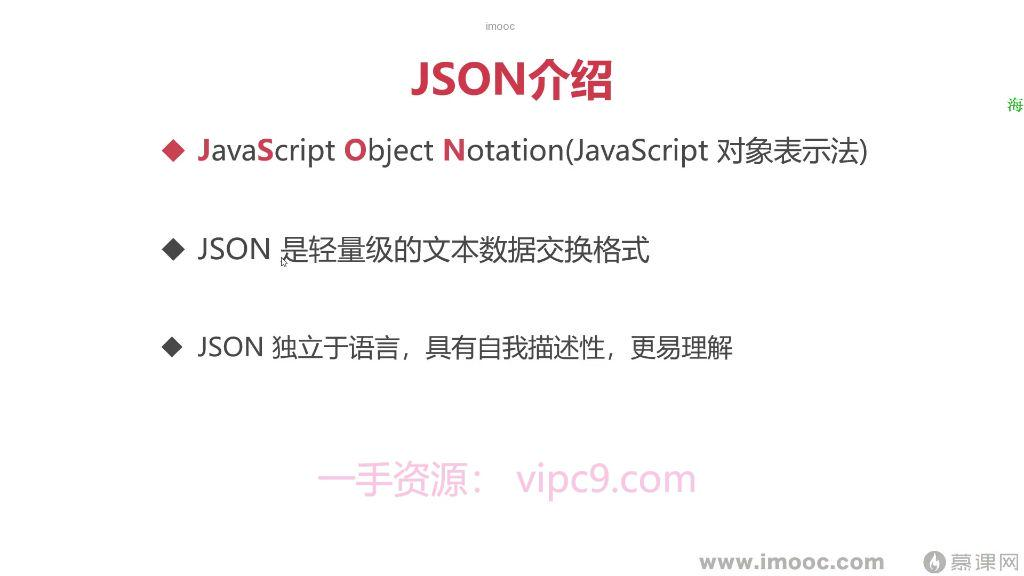 imooc
JSON介绍
海
JavaScript Object Notation(JavaScript 对象表示法)
JSON 是轻量级的文本数据交换格式
JSON 独立于语言，具有自我描述性，更易理解
一手资源： vipc9.com
www.imooc.com 慕课网